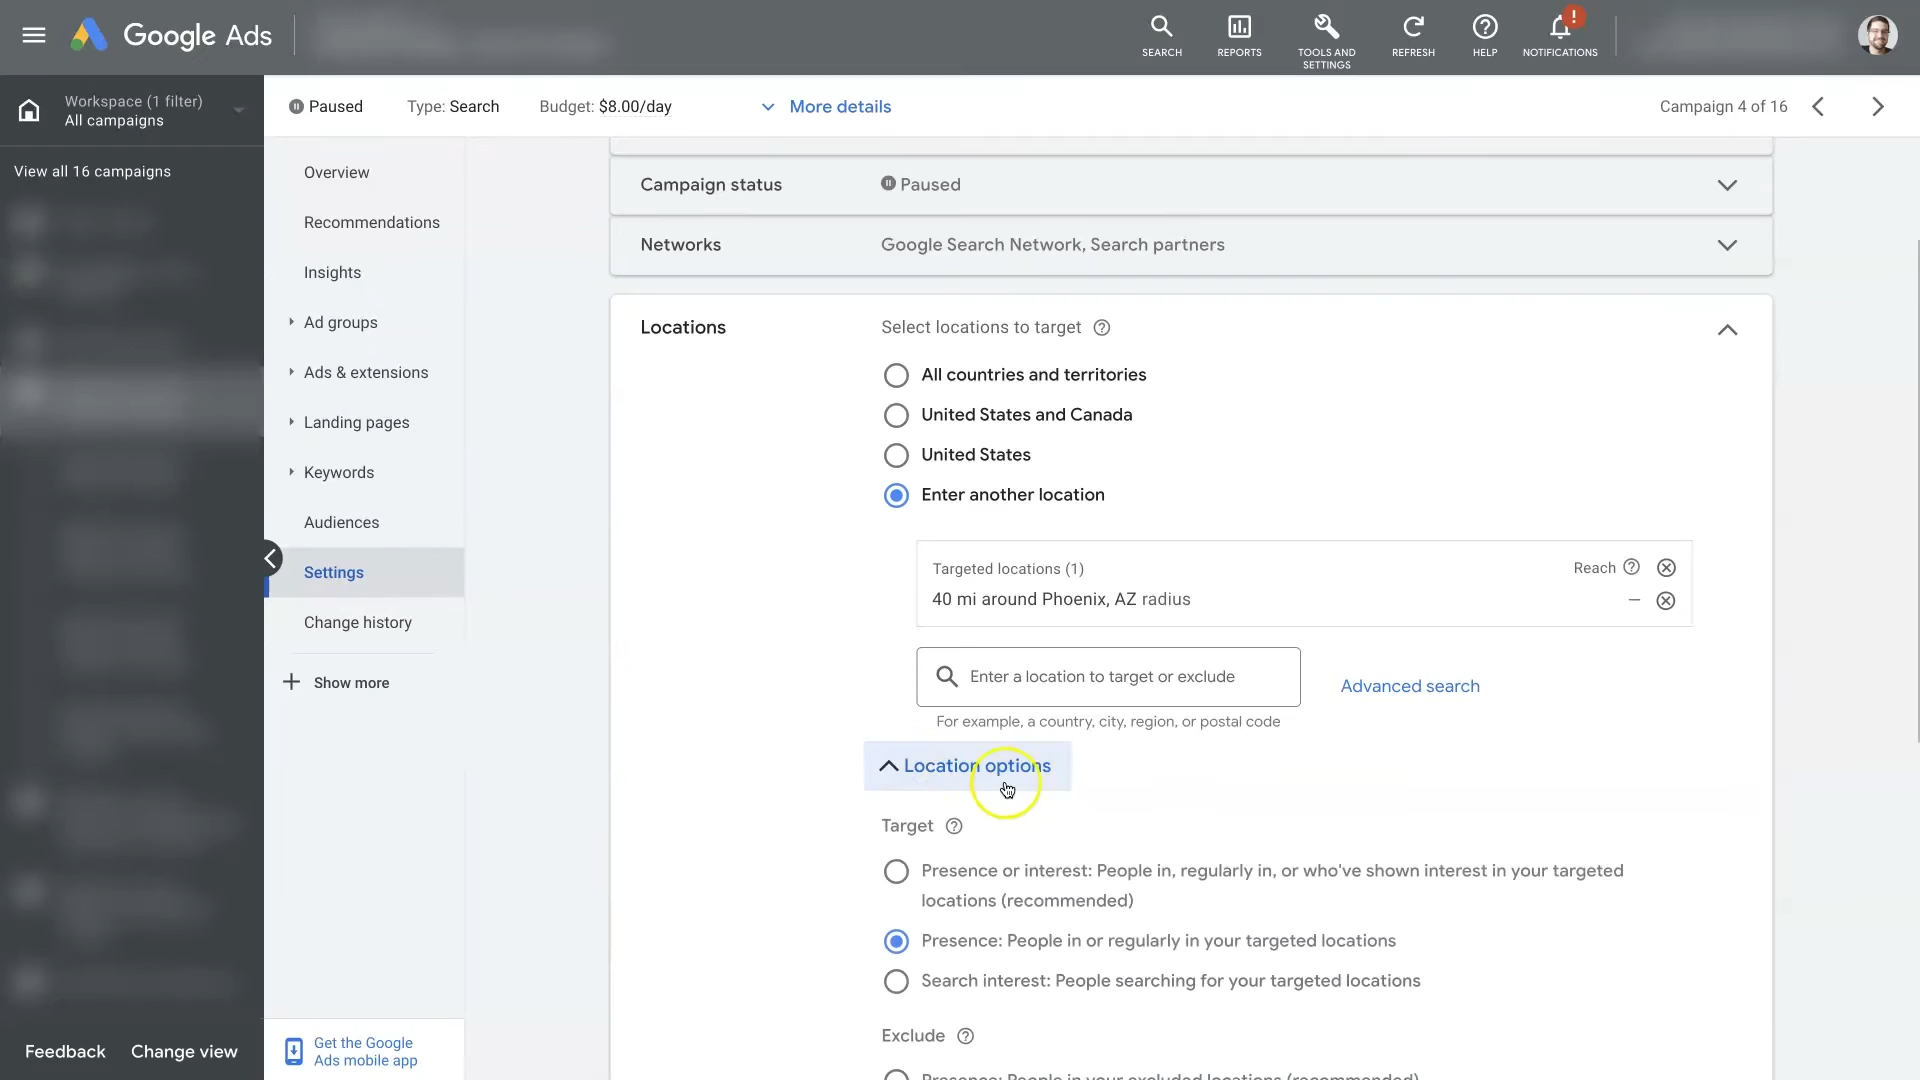 Google Ads
SEARCH
REPORTS
TOOLS AND
SETTINGS
REFRESH
HELP
!
NOTIFICATIONS
Workspace (1 filter)
All campaigns
Paused
Type: Search
Budget: $8.00/day
More details
Campaign 4 of 16
View all 16 campaigns
Overview
Recommendations
Insights
Ad groups
Ads & extensions
Landing pages
Keywords
Audiences
Settings
Change history
Show more
Get the Google
Ads mobile app
Feedback
Change view
Campaign status
Paused
Networks
Google Search Network, Search partners
Locations
Select locations to target
All countries and territories
United States and Canada
United States
Enter another location
Targeted locations (1)
Reach
40 mi around Phoenix, AZ radius
Enter a location to target or exclude
Advanced search
For example, a country, city, region, or postal code
Location options
Target
Presence or interest: People in, regularly in, or who've shown interest in your targeted
locations (recommended)
Presence: People in or regularly in your targeted locations
Search interest: People searching for your targeted locations
Exclude
Presence: People in your excluded locations (recommended)